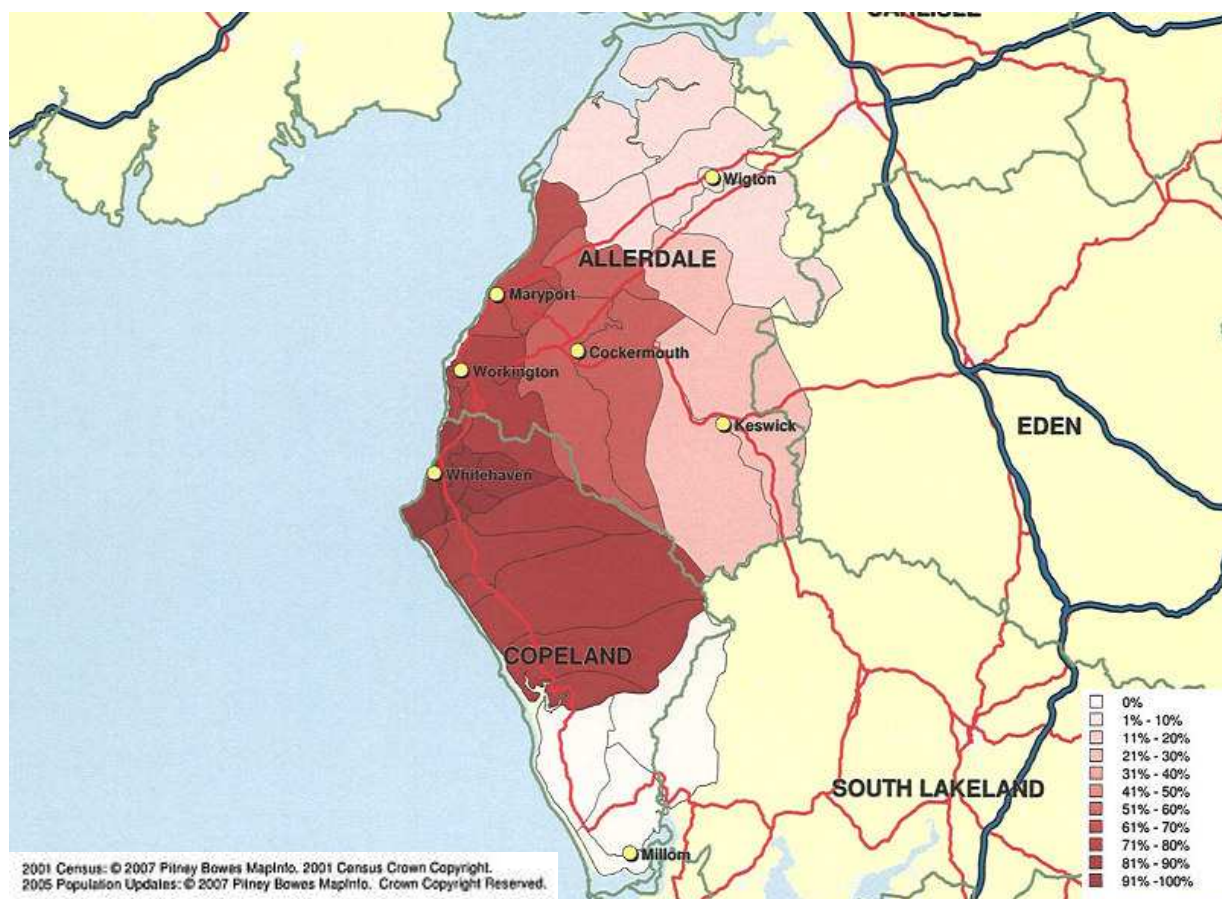 CARLISLE
Wigton
ALLERDALE
Maryport
Cockermouth
Workington
Keswick
EDEN
Whitehaven
COPELAND
SOUTH LAKELAND
Millom
0%
1% - 10%
11% - 20%
21% - 30%
31% - 40%
41% - 50%
51% - 60%
61% - 70%
71% - 80%
81% - 90%
91% -100%
2001 Census: © 2007 Pitney Bowes MapInfo. 2001 Census Crown Copyright.
2005 Population Updates: © 2007 Pitney Bowes MapInfo. Crown Copyright Reserved.